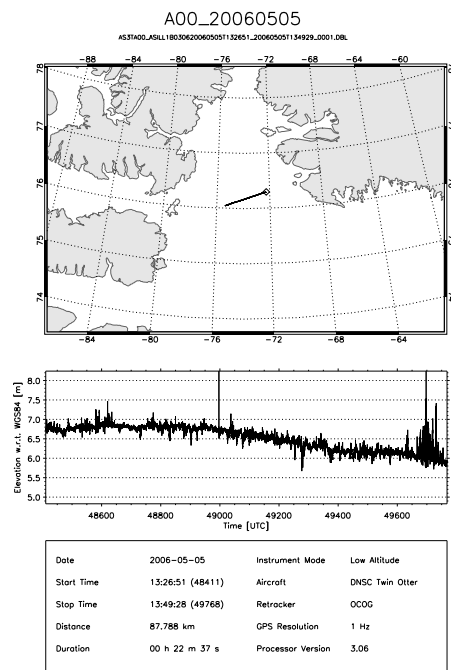 A00_20060505
AS3TA00_ASILL1B030620060505T132651_20060505T134929_0001.DBL
-88 -84 -80 -76 -72 -68 -64 -60
78
77
76
75
74
-84 -80 -76 -72 -68 -64
Elevation w.r.t. WGS84 [m]
8.0
7.5
7.0
6.5
6.0
5.5
5.0
48600 48800 49000 49200 49400 49600
Time [UTC]
Date 2006-05-05 Instrument Mode Low Altitude
Start Time 13:26:51 (48411) Aircraft DNSC Twin Otter
Stop Time 13:49:28 (49768) Retracker OCOG
Distance 87.788 km GPS Resolution 1 Hz
Duration 00 h 22 m 37 s Processor Version 3.06